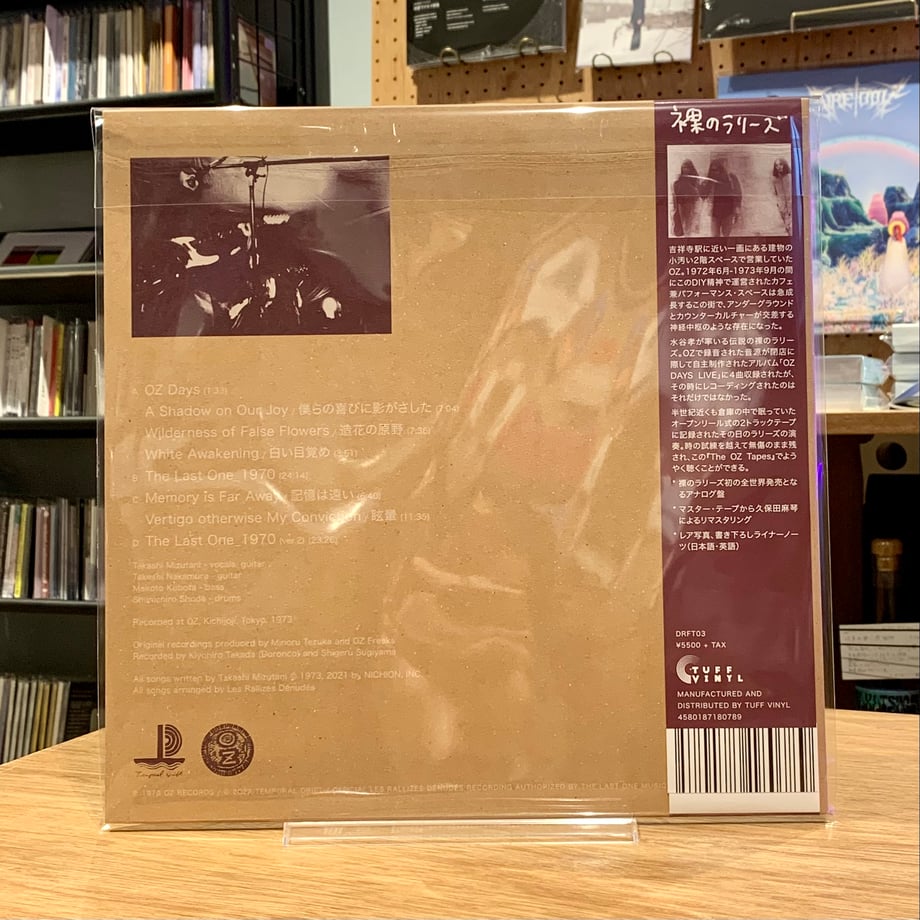 A OZ Days (1:33)
A Shadow on Our Joy / 僕らの喜びに影がさした (7:04)
Wilderness of False Flowers / 造花の原野 (7:36)
White Awakening / 白い目覚め
B The Last One_1970 (24:14)
C Memory is Far Away / 記憶は遠い
Vertigo otherwise My Conviction / 眩暈 (11:35)
D The Last One_1970 (ver.2) (23:26)
Takashi Mizutani - vocals, guitar
Takeshi Nakamura - guitar
Makoto Kubota - bass
Shunichiro Shoda - drums
Recorded at OZ, Kichijoji, Tokyo, 1973
Original recordings produced by Minoru Tezuka and OZ Freaks
Recorded by Kiyohiro Takada (Doronco) and Shigeru Sugiyama
All songs written by Takashi Mizutani ℗ 1973, 2021 by NICHION, INC.
All songs arranged by Les Rallizes Dénudés
Temporal Drift
OZ
℗ 1973 OZ RECORDS / © 2022 TEMPORAL DRIFT / OFFICIAL LES RALLIZES DÉNUDÉS RECORDING AUTHORIZED BY THE LAST ONE MUSIC
裸のラリーズ
吉祥寺駅に近い一画にある建物の
小汚い2階スペースで営業していた
OZ。1972年6月-1973年9月の間
にこのDIY精神で運営されたカフェ
兼パフォーマンス・スペースは急成
長するこの街で、アンダーグラウンド
とカウンターカルチャーが交差する
神経中枢のような存在になった。
水谷孝が率いる伝説の裸のラリー
ズ。OZで録音された音源が閉店に
際して自主制作されたアルバム『OZ
DAYS LIVE』に4曲収録されたが、
その時にレコーディングされたのは
それだけではなかった。
半世紀近くも倉庫の中で眠っていた
オープンリール式の2トラックテープ
に記録されたその日のラリーズの演
奏。時の試練を越えて無傷のまま残
され、この『The OZ Tapes』でよう
やく聴くことができる。
* 裸のラリーズ初の全世界発売とな
るアナログ盤
* マスター・テープから久保田麻琴
によるリマスタリング
* レア写真、書き下ろしライナーノー
ツ(日本語・英語)
DRFT03
¥5500 + TAX
TUFF
VINYL
MANUFACTURED AND
DISTRIBUTED BY TUFF VINYL
4580187180789